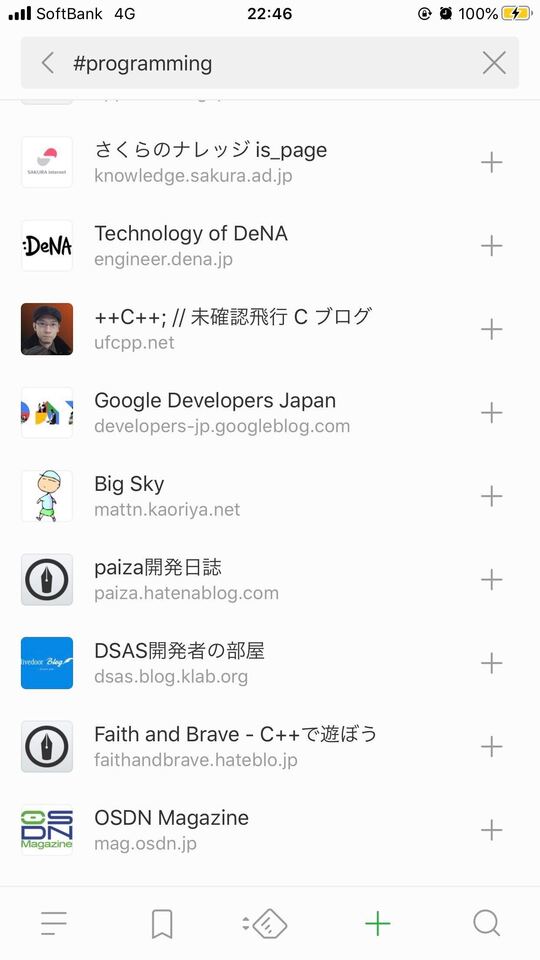 SoftBank 4G 22:46 100%
#programming
さくらのナレッジ is_page
knowledge.sakura.ad.jp
SAKURA internet
Technology of DeNA
engineer.dena.jp
:DeNA
++C++; // 未確認飛行 C ブログ
ufcpp.net
Google Developers Japan
developers-jp.googleblog.com
Big Sky
mattn.kaoriya.net
paiza開発日誌
paiza.hatenablog.com
DSAS開発者の部屋
dsas.blog.klab.org
livedoor Blog
Faith and Brave - C++で遊ぼう
faithandbrave.hateblo.jp
OSDN Magazine
mag.osdn.jp
OSDN
Magazine